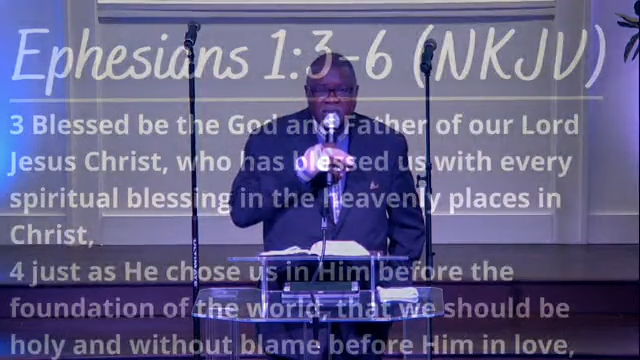 Ephesians 1:3-6 (NKJV)
3 Blessed be the God and Father of our Lord
Jesus Christ, who has blessed us with every
spiritual blessing in the heavenly places in
Christ,
4 just as He chose us in Him before the
foundation of the world, that we should be
holy and without blame before Him in love,